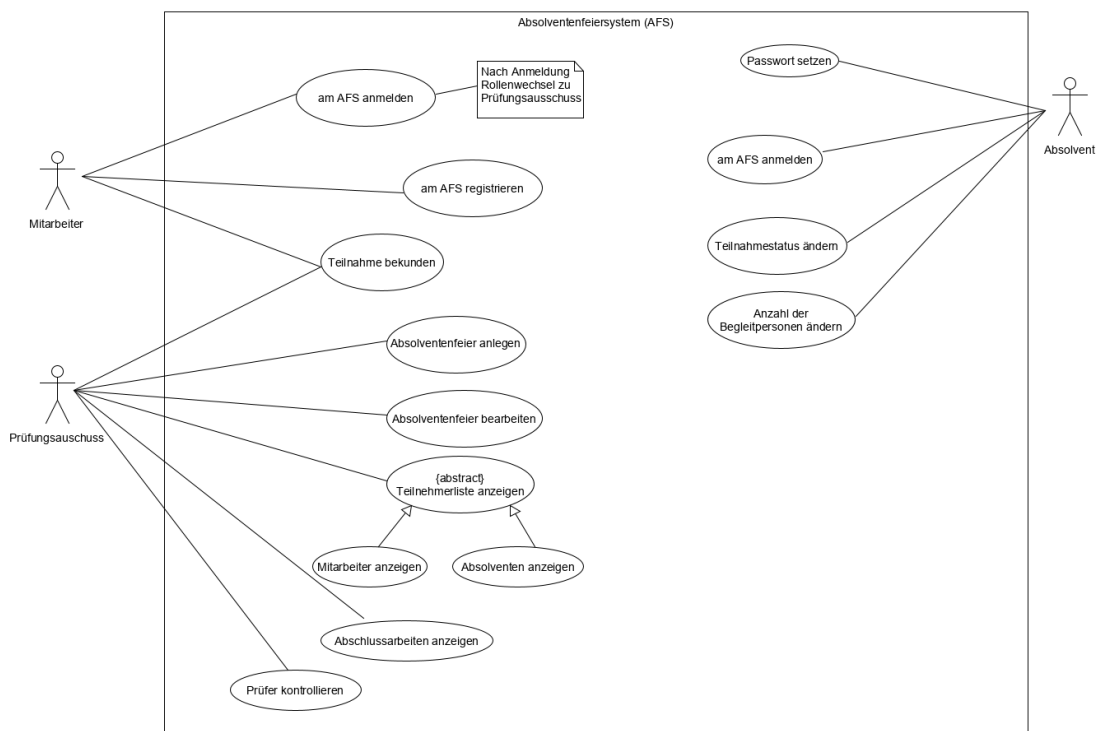 Absolventenfeiersystem (AFS)
Passwort setzen
Nach Anmeldung
Rollenwechsel zu
Prüfungsausschuss
am AFS anmelden
Absolvent
am AFS anmelden
am AFS registrieren
Mitarbeiter
Teilnahmestatus ändern
Teilnahme bekunden
Anzahl der
Begleitpersonen ändern
Absolventenfeier anlegen
Absolventenfeier bearbeiten
Prüfungsauschuss
{abstract}
Teilnehmerliste anzeigen
Mitarbeiter anzeigen
Absolventen anzeigen
Abschlussarbeiten anzeigen
Prüfer kontrollieren